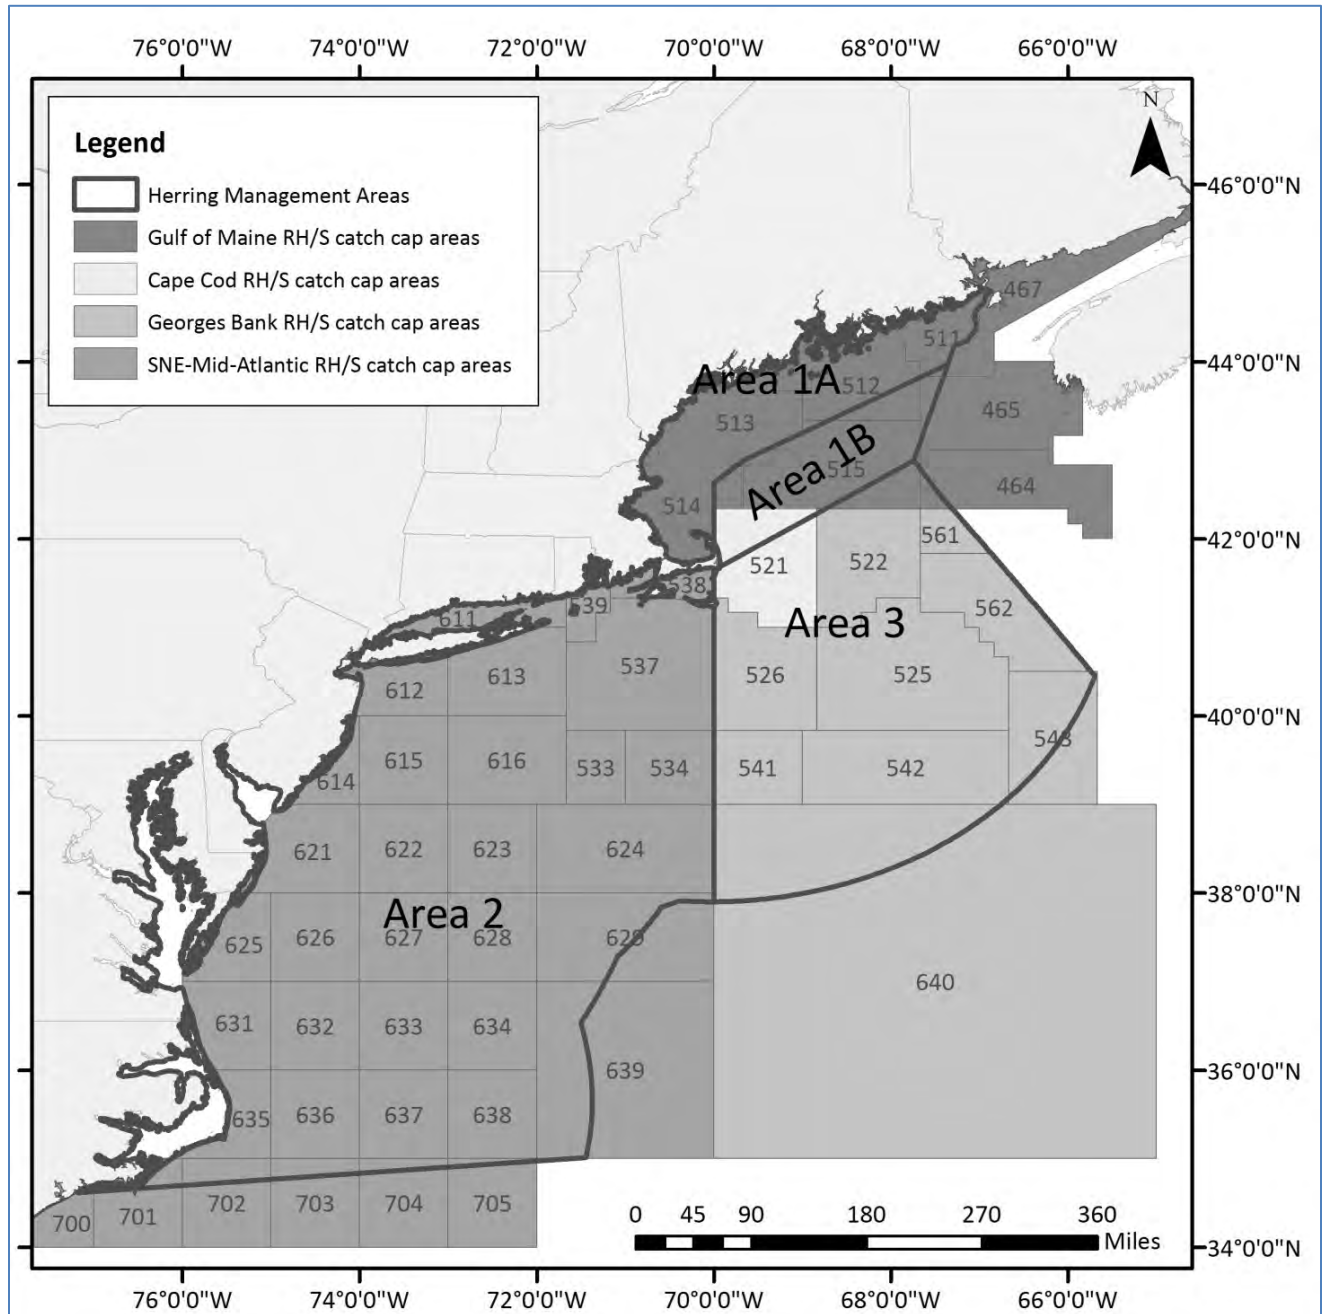 76°0'0"W 74°0'0"W 72°0'0"W 70°0'0"W 68°0'0"W 66°0'0"W
N
Legend
Herring Management Areas
Gulf of Maine RH/S catch cap areas
Cape Cod RH/S catch cap areas
Georges Bank RH/S catch cap areas
SNE-Mid-Atlantic RH/S catch cap areas
46°0'0"N
467
511
44°0'0"N
Area 1A
512
465
513
Area 1B
515
464
514
42°0'0"N
561
521
522
538
562
539
611
Area 3
537
526
525
613
612
40°0'0"N
543
615
616
533
534
541
542
614
621
622
623
624
38°0'0"N
Area 2
625
626
627
628
629
640
631
632
633
634
639
36°0'0"N
635
636
637
638
700
701
702
703
704
705
0 45 90 180 270 360
Miles
34°0'0"N
76°0'0"W 74°0'0"W 72°0'0"W 70°0'0"W 68°0'0"W 66°0'0"W